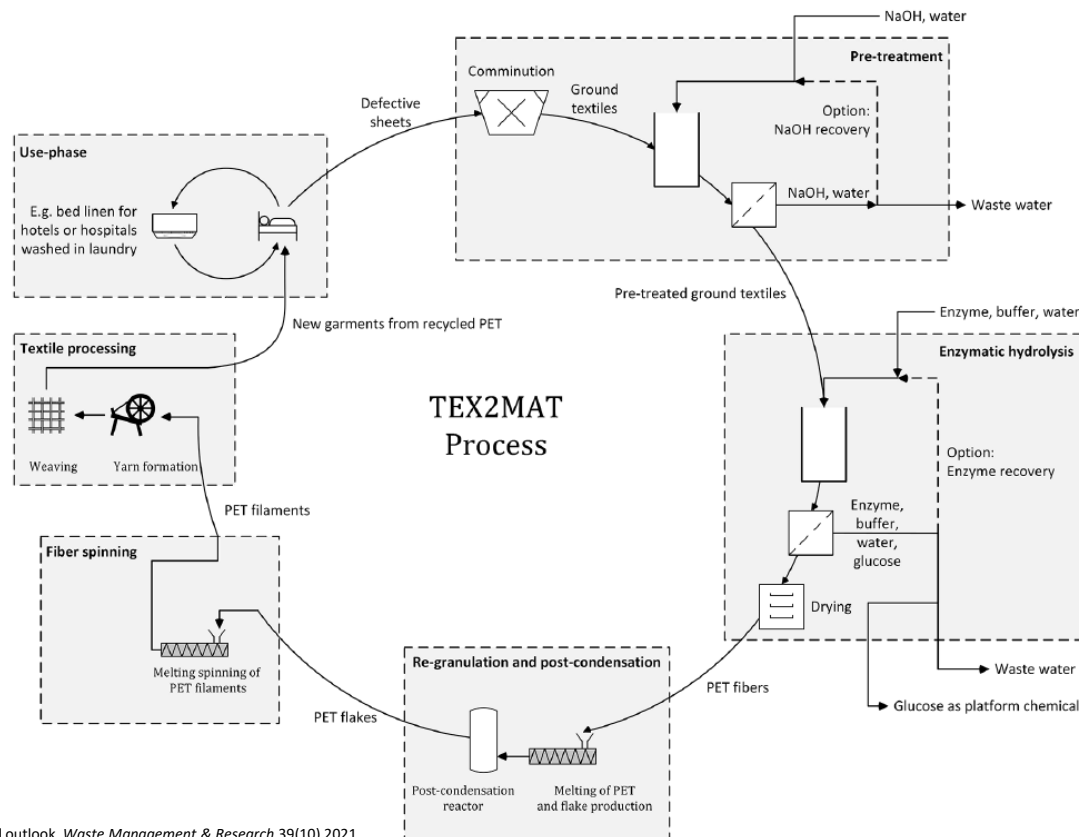 NaOH, water
Pre-treatment
Comminution
Ground
textiles
Option:
NaOH recovery
NaOH, water
Waste water
Defective
sheets
Use-phase
E.g. bed linen for
hotels or hospitals
washed in laundry
Pre-treated ground textiles
New garments from recycled PET
Enzyme, buffer, water
Enzymatic hydrolysis
Textile processing
Weaving
Yarn formation
TEX2MAT
Process
Option:
Enzyme recovery
Enzyme,
buffer,
water,
glucose
Drying
PET filaments
Fiber spinning
Melting spinning of
PET filaments
Waste water
Glucose as platform chemical
PET fibers
Re-granulation and post-condensation
PET flakes
Post-condensation
reactor
Melting of PET
and flake production
outlook. Waste Management & Research 39(10) 2021